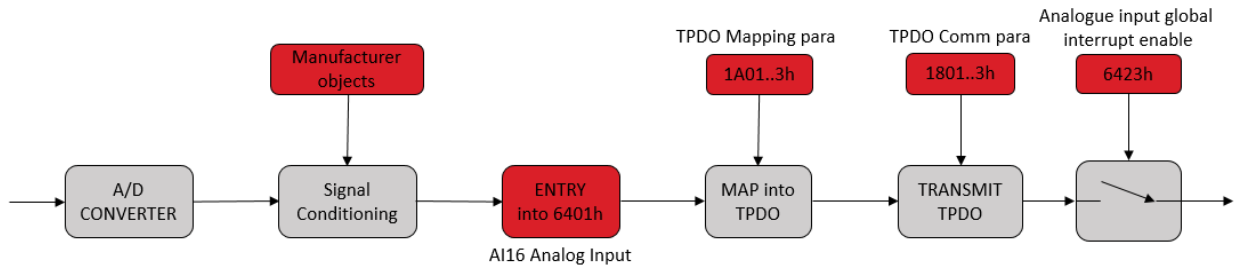 Analogue input global
interrupt enable
TPDO Mapping para
TPDO Comm para
Manufacturer
objects
1A01..3h
1801..3h
6423h
A/D
CONVERTER
Signal
Conditioning
ENTRY
into 6401h
MAP into
TPDO
TRANSMIT
TPDO
AI16 Analog Input